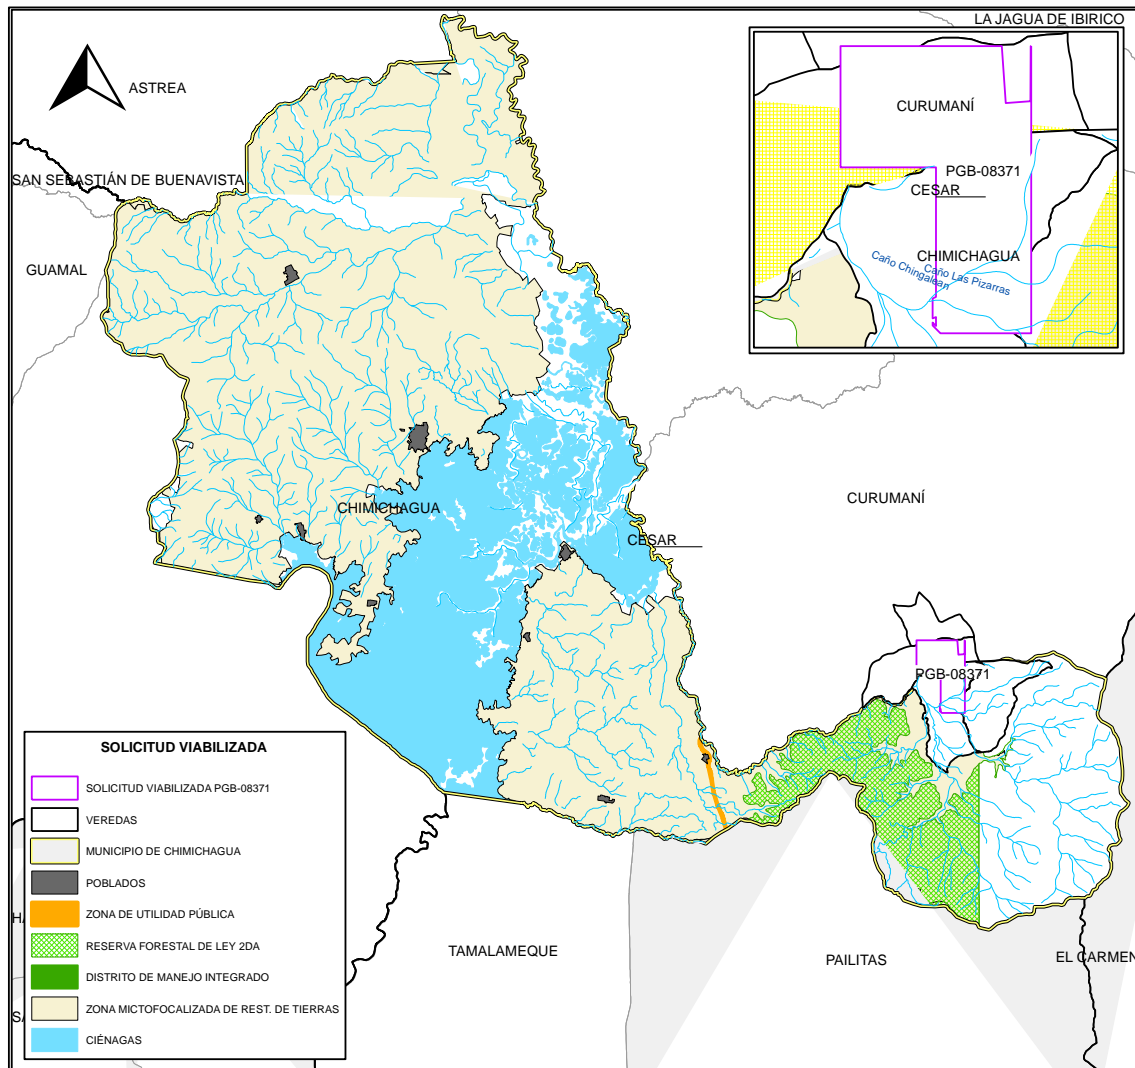 LA JAGUA DE IBIRICO
ASTREA
CURUMANÍ
PGB-08371
CESAR
CHIMICHAGUA
Caño Chingalean
Caño Las Pizarras
SAN SEBASTIÁN DE BUENAVISTA
GUAMAL
CHIMICHAGUA
CURUMANÍ
CESAR
PGB-08371
TAMALAMEQUE
PAILITAS
EL CARMEN
SOLICITUD VIABILIZADA
SOLICITUD VIABILIZADA PGB-08371
VEREDAS
MUNICIPIO DE CHIMICHAGUA
POBLADOS
ZONA DE UTILIDAD PÚBLICA
RESERVA FORESTAL DE LEY 2DA
DISTRITO DE MANEJO INTEGRADO
ZONA MICTOFOCALIZADA DE REST. DE TIERRAS
CIÉNAGAS